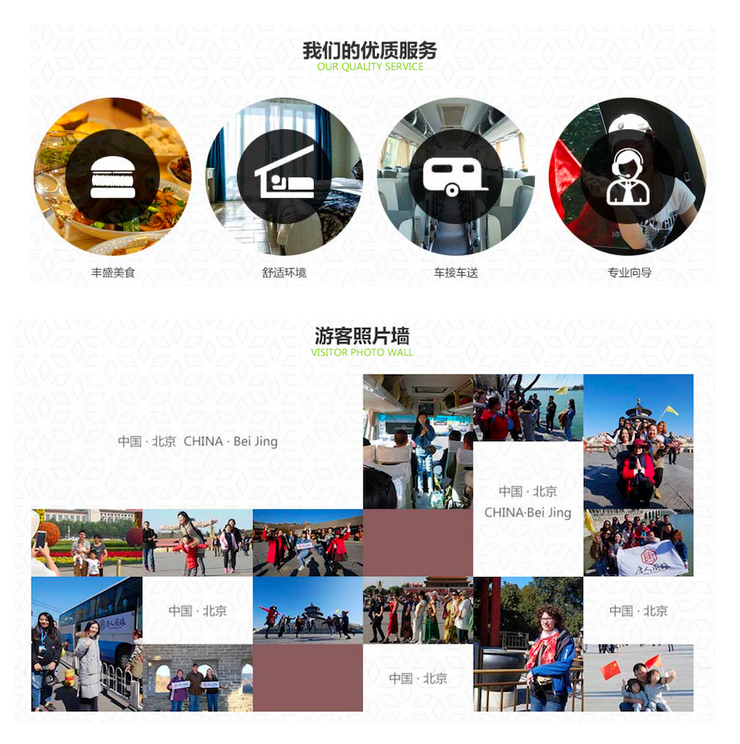 我们的优质服务
OUR QUALITY SERVICE
丰盛美食
舒适环境
车接车送
专业向导
游客照片墙
VISITOR PHOTO WALL
中国 · 北京 CHINA · Bei Jing
中国 · 北京
CHINA·Bei Jing
中国 · 北京
中国 · 北京
中国 · 北京